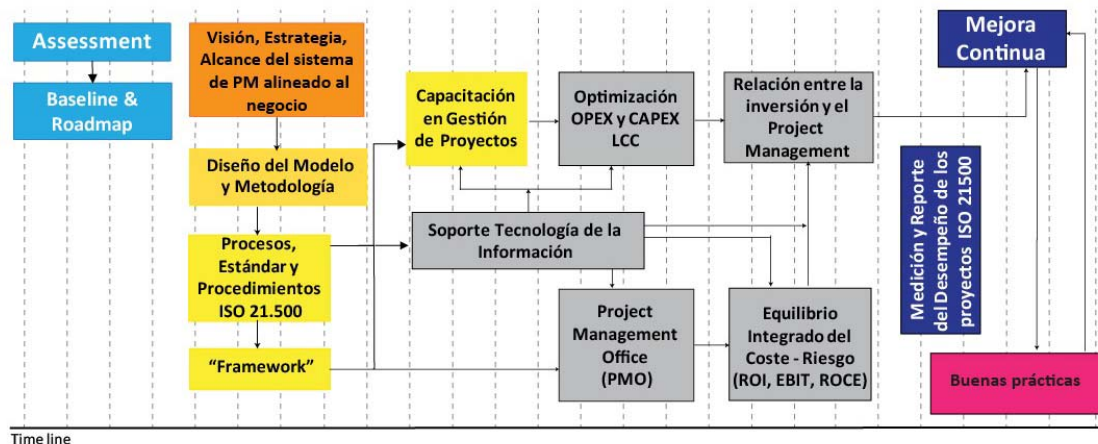 Assessment
Baseline &
Roadmap
Visión, Estrategia,
Alcance del sistema
de PM alineado al
negocio
Diseño del Modelo
y Metodología
Procesos,
Estándar y
Procedimientos
ISO 21.500
“Framework”
Capacitación
en Gestión
de Proyectos
Optimización
OPEX y CAPEX
LCC
Relación entre la
inversión y el
Project
Management
Soporte Tecnología de la
Información
Project
Management
Office
(PMO)
Equilibrio
Integrado del
Coste - Riesgo
(ROI, EBIT, ROCE)
Mejora
Continua
Medición y Reporte
del Desempeño de los
proyectos ISO 21500
Buenas prácticas
Time line